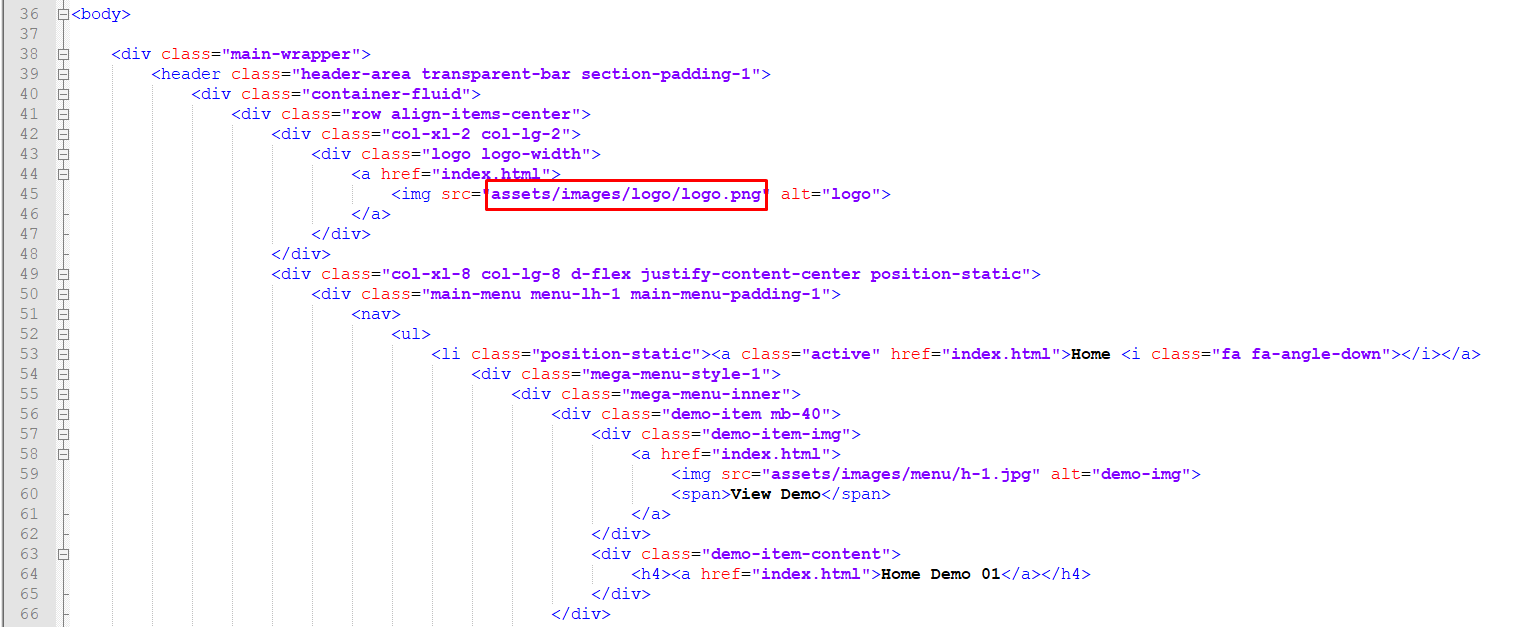 36 <body>
37
38 <div class="main-wrapper">
39 <header class="header-area transparent-bar section-padding-1">
40 <div class="container-fluid">
41 <div class="row align-items-center">
42 <div class="col-xl-2 col-lg-2">
43 <div class="logo logo-width">
44 <a href="index.html">
45 <img src="assets/images/logo/logo.png" alt="logo">
46 </a>
47 </div>
48 </div>
49 <div class="col-xl-8 col-lg-8 d-flex justify-content-center position-static">
50 <div class="main-menu menu-lh-1 main-menu-padding-1">
51 <nav>
52 <ul>
53 <li class="position-static"><a class="active" href="index.html">Home <i class="fa fa-angle-down"></i></a>
54 <div class="mega-menu-style-1">
55 <div class="mega-menu-inner">
56 <div class="demo-item mb-40">
57 <div class="demo-item-img">
58 <a href="index.html">
59 <img src="assets/images/menu/h-1.jpg" alt="demo-img">
60 <span>View Demo</span>
61 </a>
62 </div>
63 <div class="demo-item-content">
64 <h4><a href="index.html">Home Demo 01</a></h4>
65 </div>
66 </div>